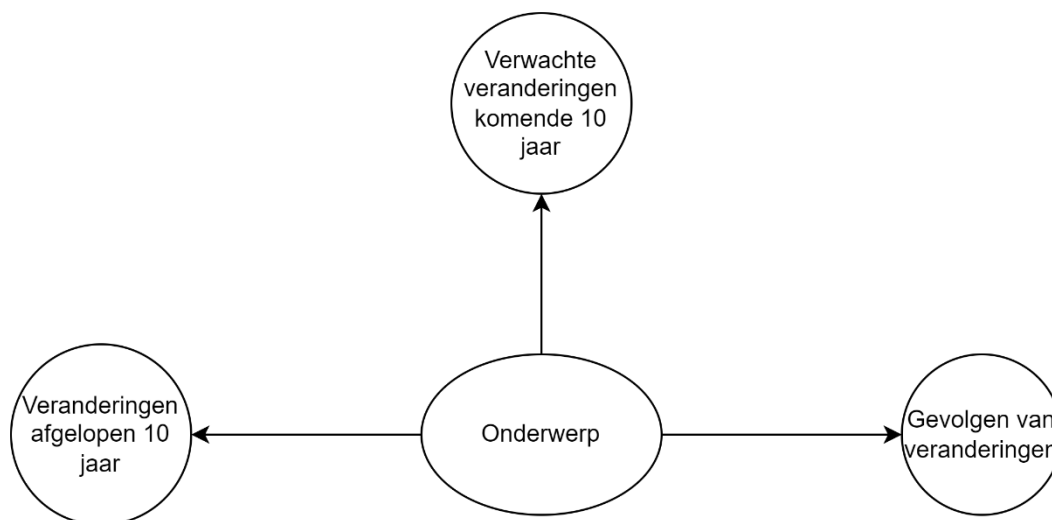 Verwachte
veranderingen
komende 10
jaar
Veranderingen
afgelopen 10
jaar
Onderwerp
Gevolgen van
veranderingen